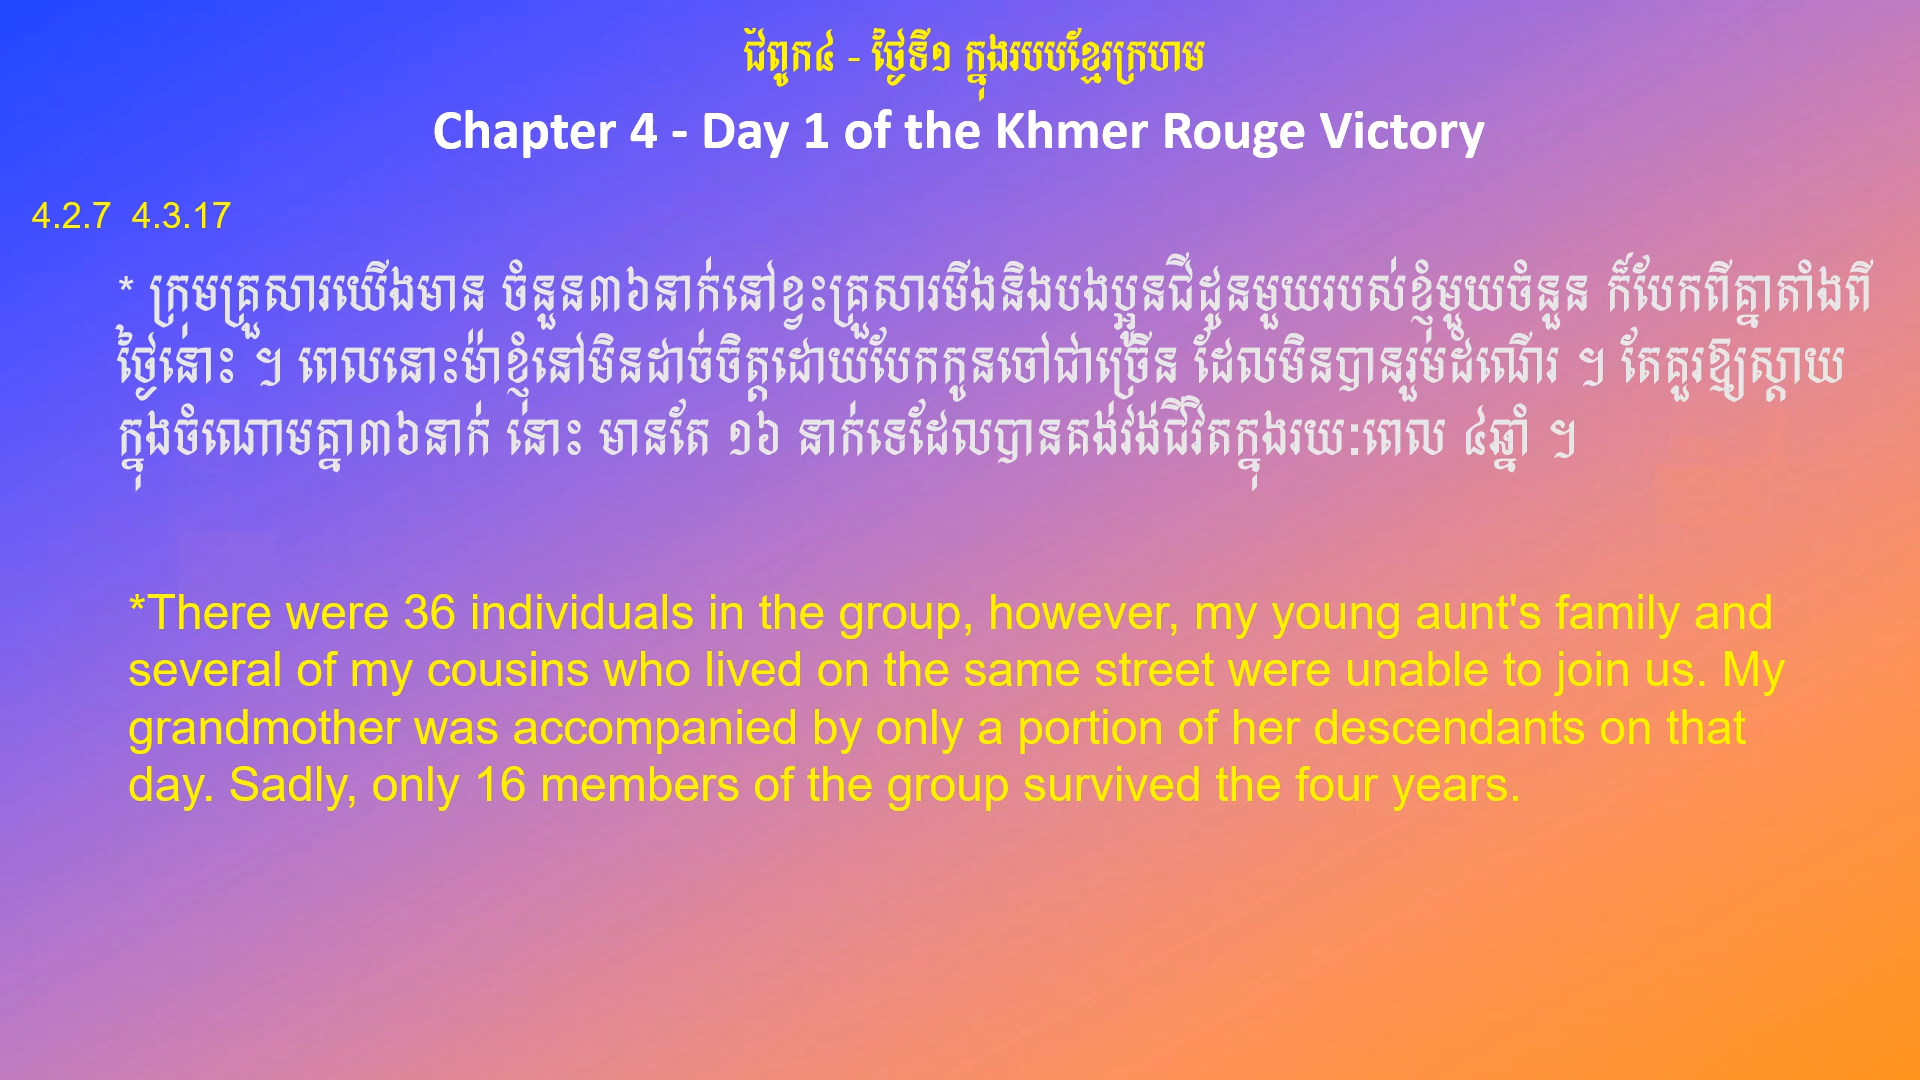 ជំពូក៤ - ថ្ងៃទី១ ក្នុងរបបខ្មែរក្រហម
Chapter 4 - Day 1 of the Khmer Rouge Victory
4.2.7  4.3.17
* ក្រុមគ្រួសារយើងមាន ចំនួន៣៦នាក់នៅខ្វះគ្រួសារមីងនិងបងប្អូនជីដូនមួយរបស់ខ្ញុំមួយចំនួន ក៏បែកពីគ្នាតាំងពី
ថ្ងៃនោះ ។ ពេលនោះម៉ាខ្ញុំនៅមិនដាច់ចិត្តដោយបែកកូនចៅជាច្រើន ដែលមិនបានរួមដំណើរ ។ តែគួរឱ្យស្តាយ
ក្នុងចំណោមគ្នា៣៦នាក់ នោះ មានតែ ១៦ នាក់ទេដែលបានគង់វង់ជីវិតក្នុងរយៈពេល ៤ឆ្នាំ ។
*There were 36 individuals in the group, however, my young aunt's family and
several of my cousins who lived on the same street were unable to join us. My
grandmother was accompanied by only a portion of her descendants on that
day. Sadly, only 16 members of the group survived the four years.